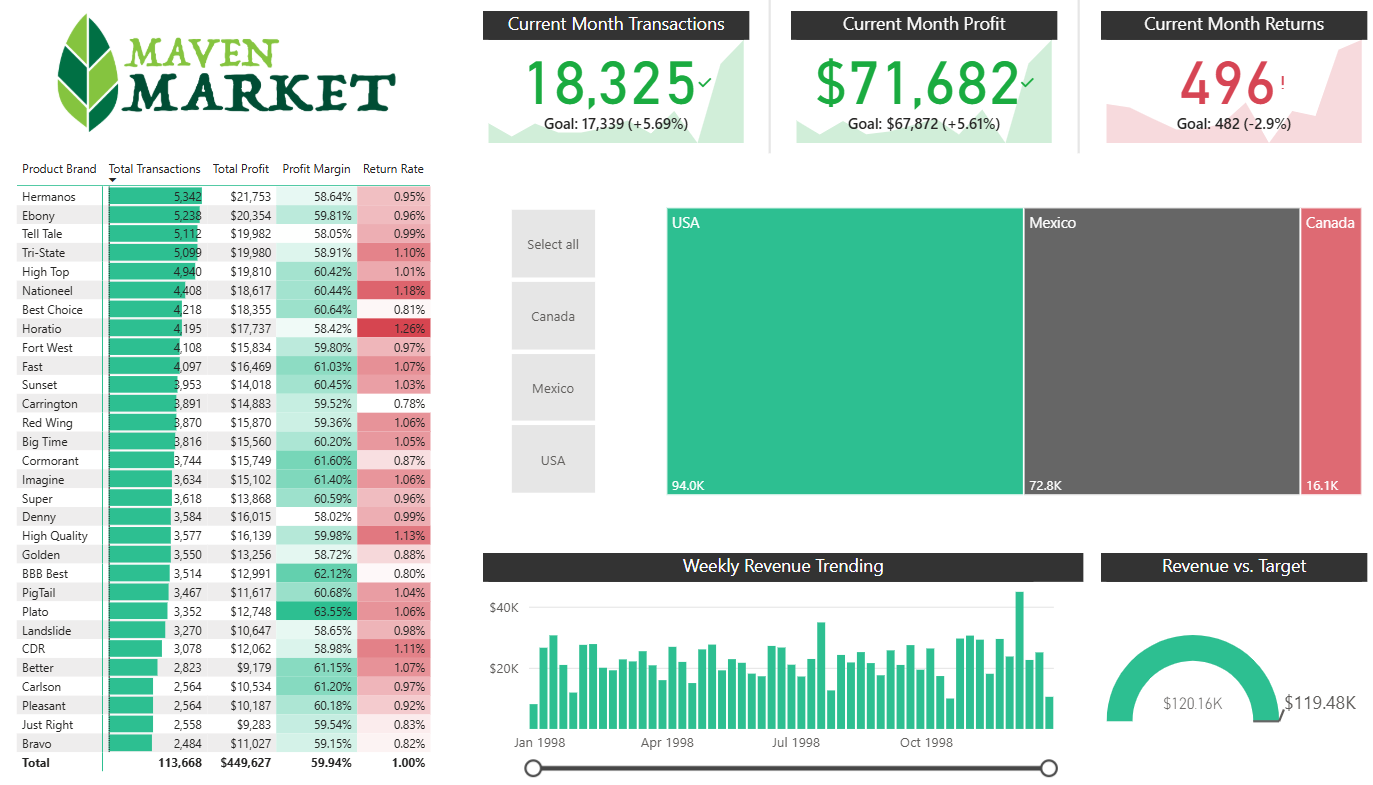 MAVEN
MARKET
Current Month Transactions
18,325
Goal: 17,339 (+5.69%)
Current Month Profit
$71,682
Goal: $67,872 (+5.61%)
Current Month Returns
496!
Goal: 482 (-2.9%)
Product Brand Total Transactions Total Profit Profit Margin Return Rate
Hermanos 5,342 $21,753 58.64% 0.95%
Ebony 5,238 $20,354 59.81% 0.96%
Tell Tale 5,112 $19,982 58.05% 0.99%
Tri-State 5,099 $19,980 58.91% 1.10%
High Top 4,940 $19,810 60.42% 1.01%
Nationeel 4,408 $18,617 60.44% 1.18%
Best Choice 4,218 $18,355 60.64% 0.81%
Horatio 4,195 $17,737 58.42% 1.26%
Fort West 4,108 $15,834 59.80% 0.97%
Fast 4,097 $16,469 61.03% 1.07%
Sunset 3,953 $14,018 60.45% 1.03%
Carrington 3,891 $14,883 59.52% 0.78%
Red Wing 3,870 $15,870 59.36% 1.06%
Big Time 3,816 $15,560 60.20% 1.05%
Cormorant 3,744 $15,749 61.60% 0.87%
Imagine 3,634 $15,102 61.40% 1.06%
Super 3,618 $13,868 60.59% 0.96%
Denny 3,584 $16,015 58.02% 0.99%
High Quality 3,577 $16,139 59.98% 1.13%
Golden 3,550 $13,256 58.72% 0.88%
BBB Best 3,514 $12,991 62.12% 0.80%
PigTail 3,467 $11,617 60.68% 1.04%
Plato 3,352 $12,748 63.55% 1.06%
Landslide 3,270 $10,647 58.65% 0.98%
CDR 3,078 $12,062 58.98% 1.11%
Better 2,823 $9,179 61.15% 1.07%
Carlson 2,564 $10,534 61.20% 0.97%
Pleasant 2,564 $10,187 60.18% 0.92%
Just Right 2,558 $9,283 59.54% 0.83%
Bravo 2,484 $11,027 59.15% 0.82%
Total 113,668 $449,627 59.94% 1.00%
Select all
Canada
Mexico
USA
USA
94.0K
Mexico
72.8K
Canada
16.1K
Weekly Revenue Trending
$40K
$20K
Jan 1998 Apr 1998 Jul 1998 Oct 1998
Revenue vs. Target
$120.16K
$119.48K